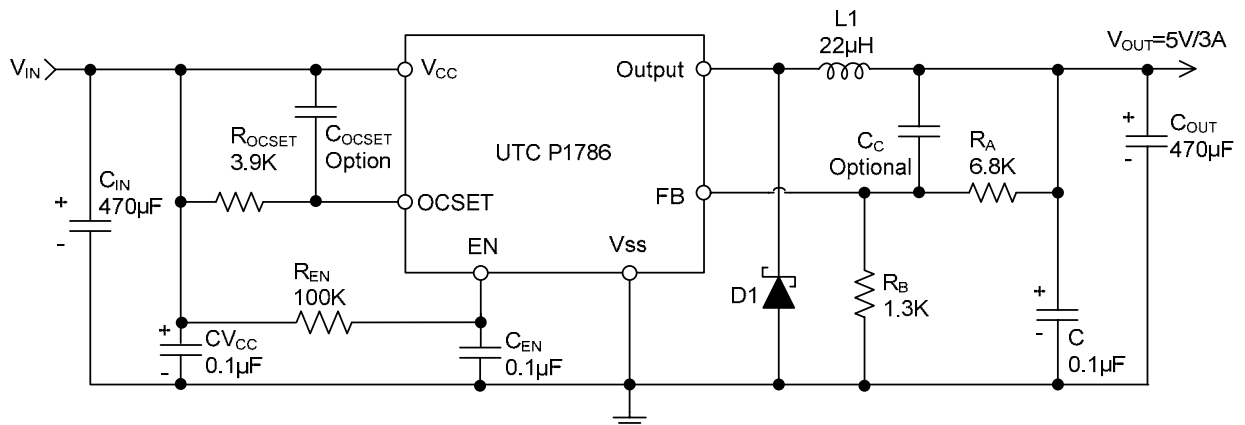 L1
22µH
VOUT=5V/3A
VIN
VCC
Output
ROCSET
3.9K
COCSET
Option
UTC P1786
CC
Optional
RA
6.8K
COUT
470µF
+
-
CIN
470µF
+
-
OCSET
FB
EN
Vss
REN
100K
D1
RB
1.3K
+
-
C
0.1µF
+
-
CVCC
0.1µF
CEN
0.1µF